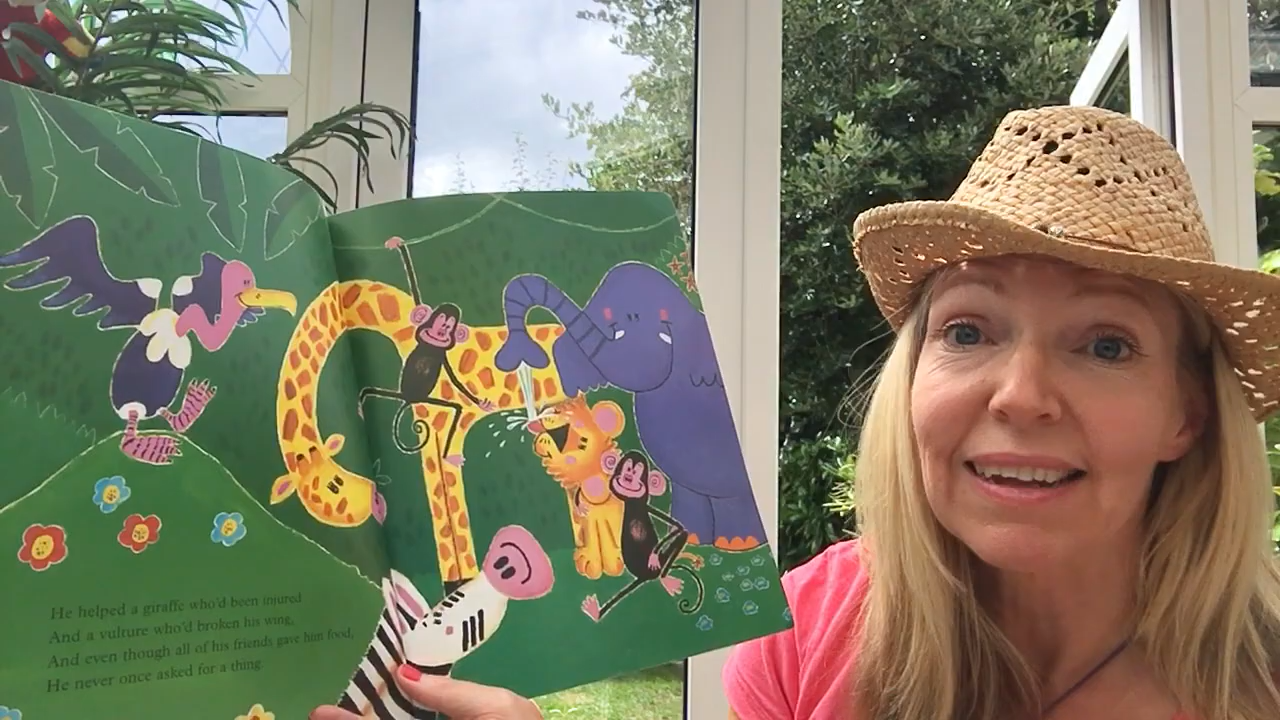 He helped a giraffe who'd been injured
And a vulture who'd broken his wing,
And even though all of his friends gave him food,
He never once asked for a thing.